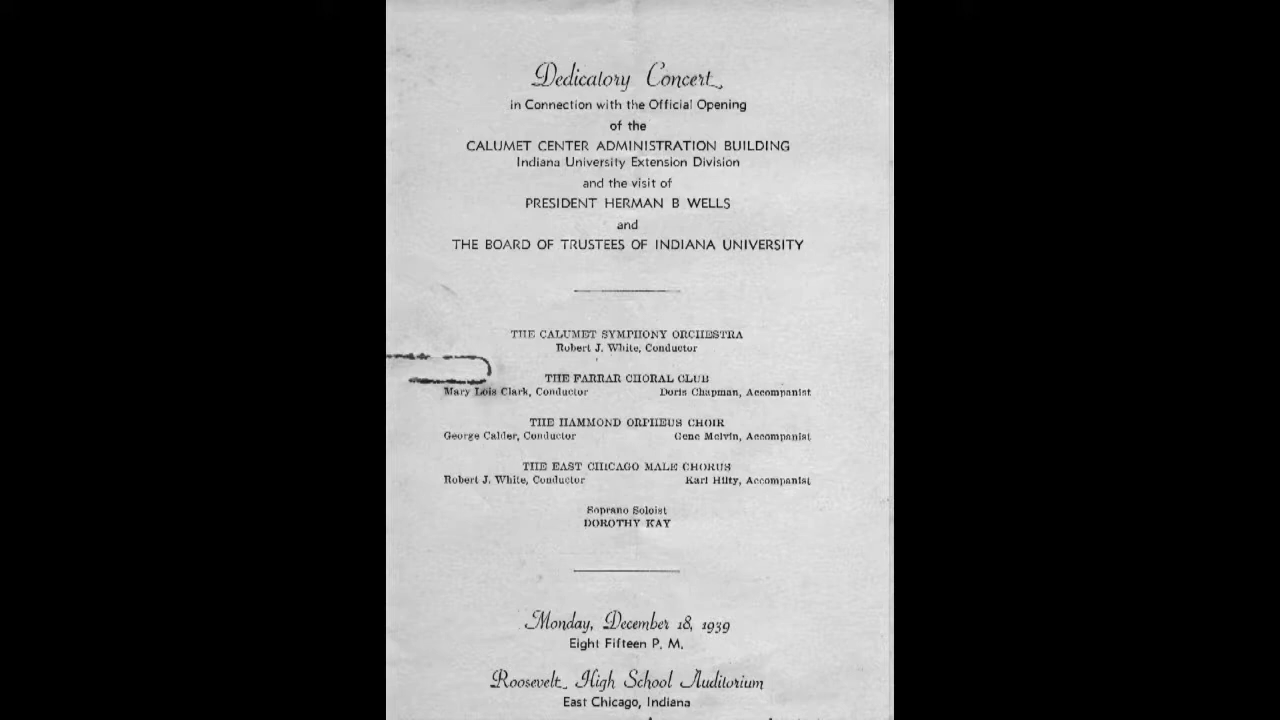 Dedicatory Concert
in Connection with the Official Opening
of the
CALUMET CENTER ADMINISTRATION BUILDING
Indiana University Extension Division
and the visit of
PRESIDENT HERMAN B WELLS
and
THE BOARD OF TRUSTEES OF INDIANA UNIVERSITY
THE CALUMET SYMPHONY ORCHESTRA
Robert J. White, Conductor
THE FARRAR CHORAL CLUB
Mary Lois Clark, Conductor Doris Chapman, Accompanist
THE HAMMOND ORPHEUS CHOIR
George Calder, Conductor Gene Melvin, Accompanist
THE EAST CHICAGO MALE CHORUS
Robert J. White, Conductor Karl Hilty, Accompanist
Soprano Soloist
DOROTHY KAY
Monday, December 18, 1939
Eight Fifteen P. M.
Roosevelt High School Auditorium
East Chicago, Indiana